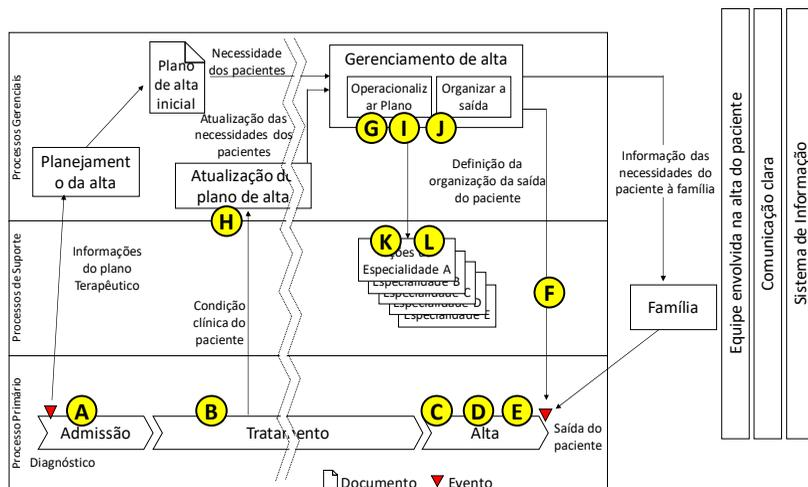 Processos Gerenciais
Plano
de alta
inicial
Necessidade
dos pacientes
Atualização das
necessidades dos
pacientes
Planejament
o da alta
Atualização do
plano de alta
H
Gerenciamento de alta
Operacionaliz
ar Plano
Organizar a
saída
G
I
J
Definição da
organização da saída
do paciente
Informação das
necessidades do
paciente à família
Família
Processos de Suporte
Informações
do plano
Terapêutico
Condição
clínica do
paciente
K
L
Especialidade A
Especialidade B
Especialidade C
Especialidade D
Especialidade E
F
Processo Primário
A
Admissão
Diagnóstico
B
Tratamento
C
D
E
Alta
Saída do
paciente
Documento
Evento
Equipe envolvida na alta do paciente
Comunicação clara
Sistema de Informação